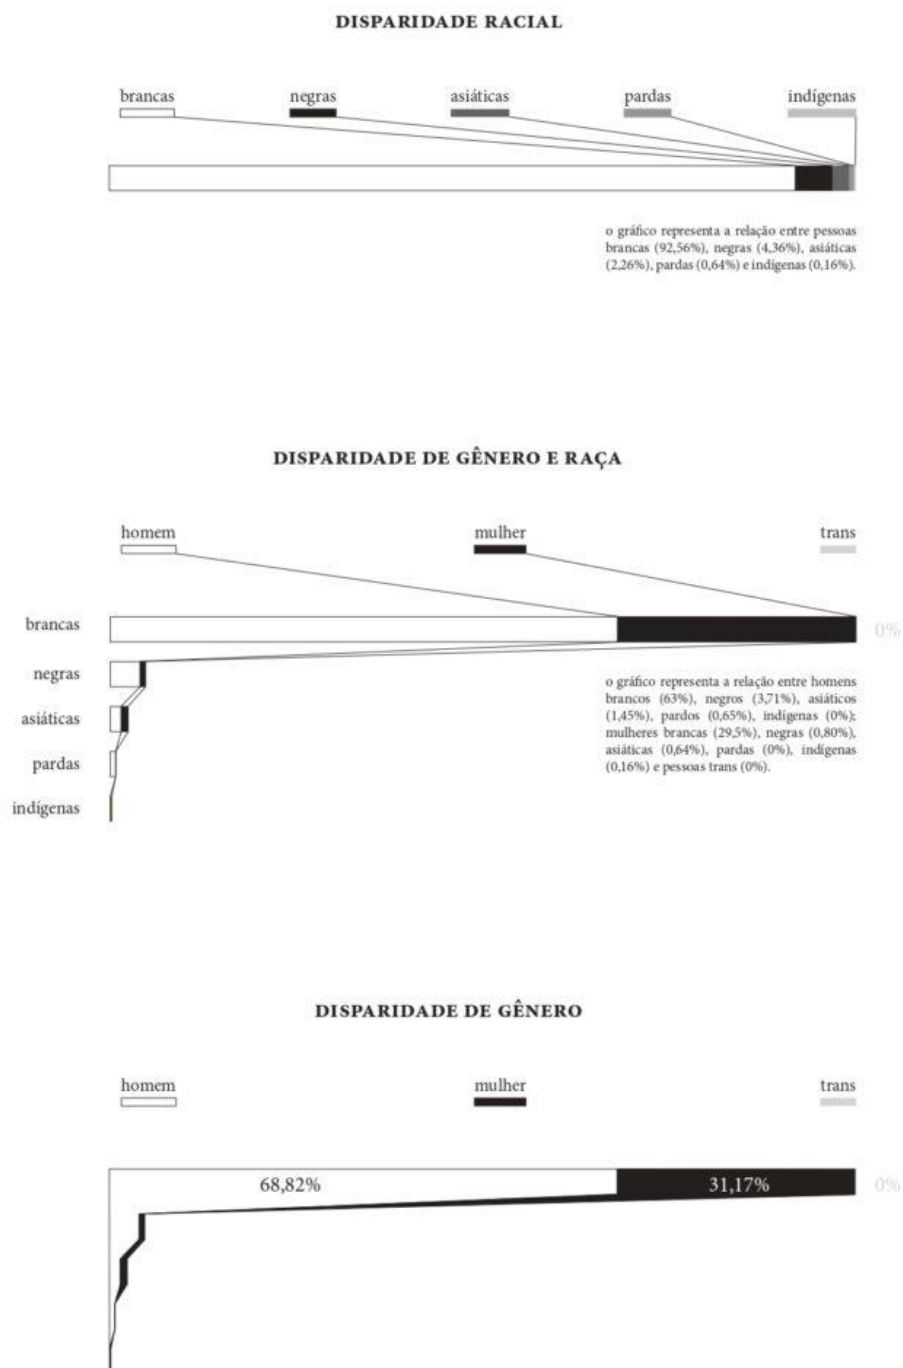 DISPARIDADE RACIAL
brancas negras asiáticas pardas indígenas
o gráfico representa a relação entre pessoas
brancas (92,56%), negras (4,36%), asiáticas
(2,26%), pardas (0,64%) e indígenas (0,16%).
DISPARIDADE DE GÊNERO E RAÇA
homem mulher trans
brancas 0%
negras
asiáticas
pardas
indígenas
o gráfico representa a relação entre homens
brancos (63%), negros (3,71%), asiáticos
(1,45%), pardos (0,65%), indígenas (0%);
mulheres brancas (29,5%), negras (0,80%),
asiáticas (0,64%), pardas (0%), indígenas
(0,16%) e pessoas trans (0%).
DISPARIDADE DE GÊNERO
homem mulher trans
68,82% 31,17% 0%